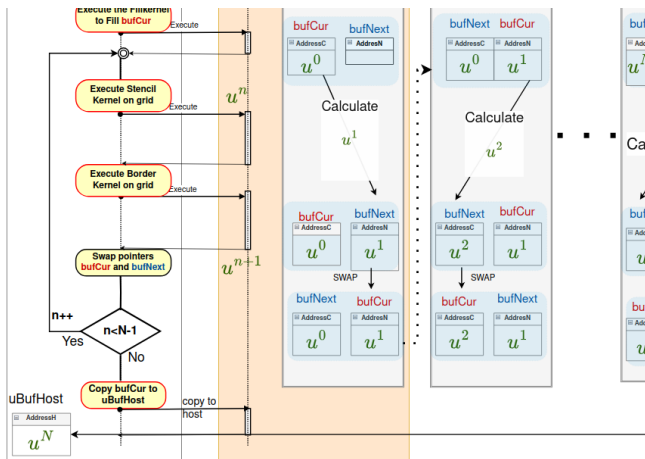 Execute the Fillkernel
to Fill bufCur
Execute
Execute Stencil
Kernel on grid
Execute
Execute Border
Kernel on grid
Execute
Swap pointers
bufCur and bufNext
n++
n<N-1
Yes
No
Copy bufCur to
uBufHost
copy to
host
uBufHost
AddressH
u^N
u^n
u^{n+1}
bufCur
bufNext
AddressC
AddresN
u^0
Calculate
u^1
bufCur
bufNext
AddressC
AddresN
u^0
u^1
SWAP
bufNext
bufCur
AddressC
AddresN
u^0
u^1
bufNext
bufCur
AddressC
AddresN
u^0
u^1
Calculate
u^2
bufNext
bufCur
AddressC
AddresN
u^2
u^1
SWAP
bufCur
bufNext
AddressC
AddresN
u^2
u^1